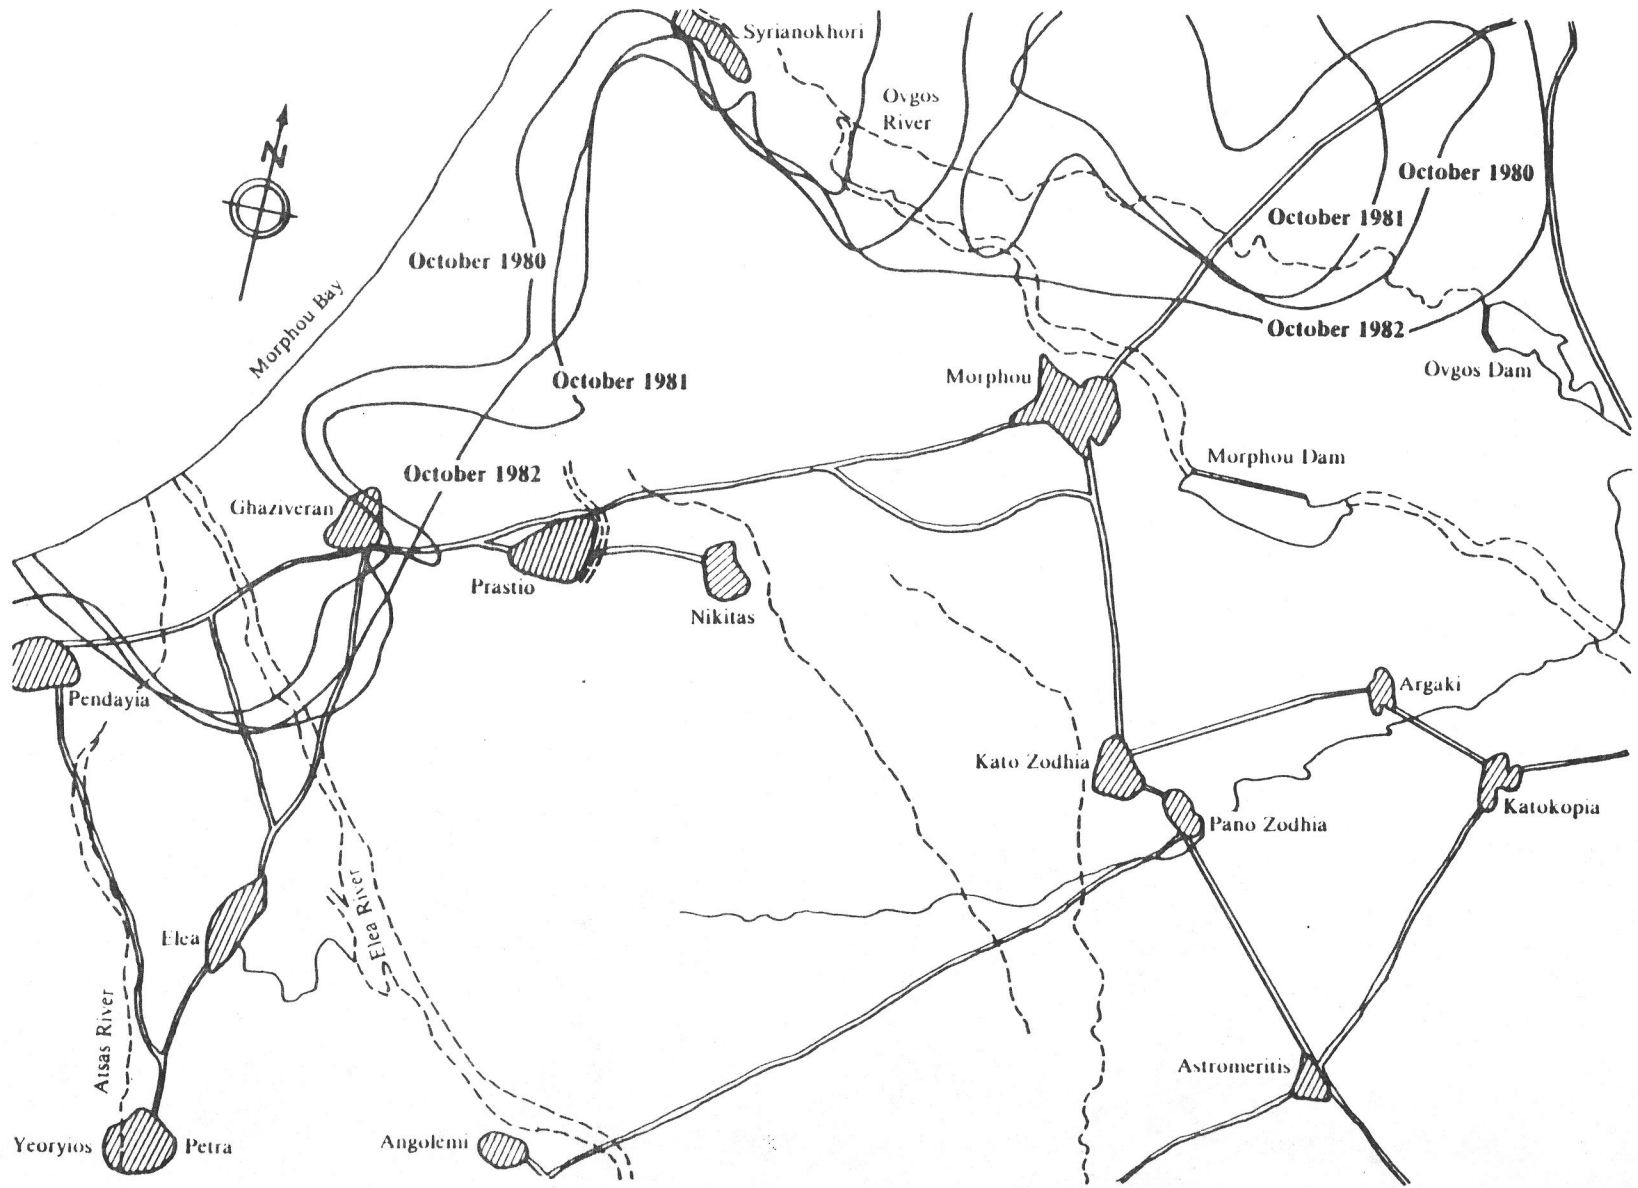 Syrianokhori
Ovgos
River
N
October 1980
October 1980
October 1981
Morphou Bay
October 1982
October 1981
Morphou
Ovgos Dam
October 1982
Morphou Dam
Ghaziveran
Prastio
Nikitas
Pendayia
Argaki
Kato Zodhia
Katokopia
Pano Zodhia
Elea
Elea River
Atsas River
Astromeritis
Yeoryios
Petra
Angolemi